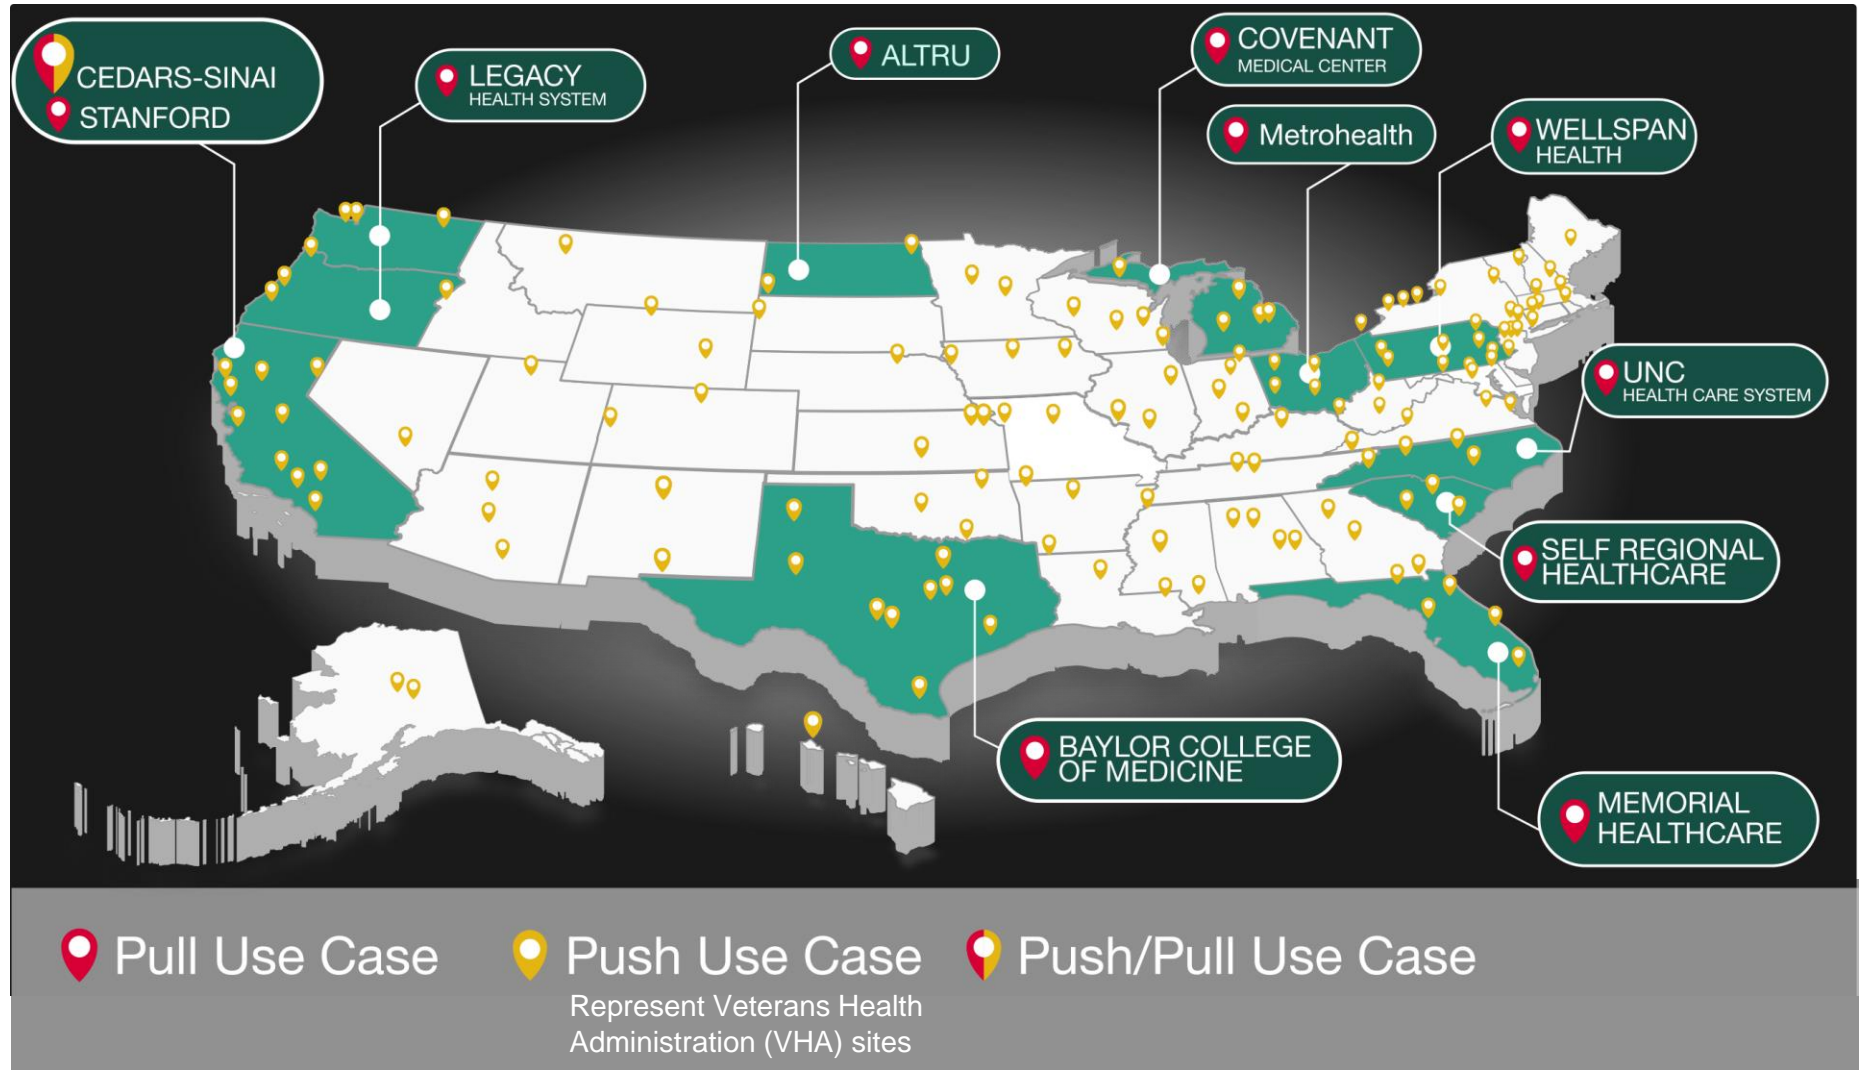 CEDARS-SINAI
STANFORD
LEGACY
HEALTH SYSTEM
ALTRU
COVENANT
MEDICAL CENTER
Metrohealth
WELLSPAN
HEALTH
UNC
HEALTH CARE SYSTEM
SELF REGIONAL
HEALTHCARE
BAYLOR COLLEGE
OF MEDICINE
MEMORIAL
HEALTHCARE
Pull Use Case
Push Use Case
Represent Veterans Health
Administration (VHA) sites
Push/Pull Use Case